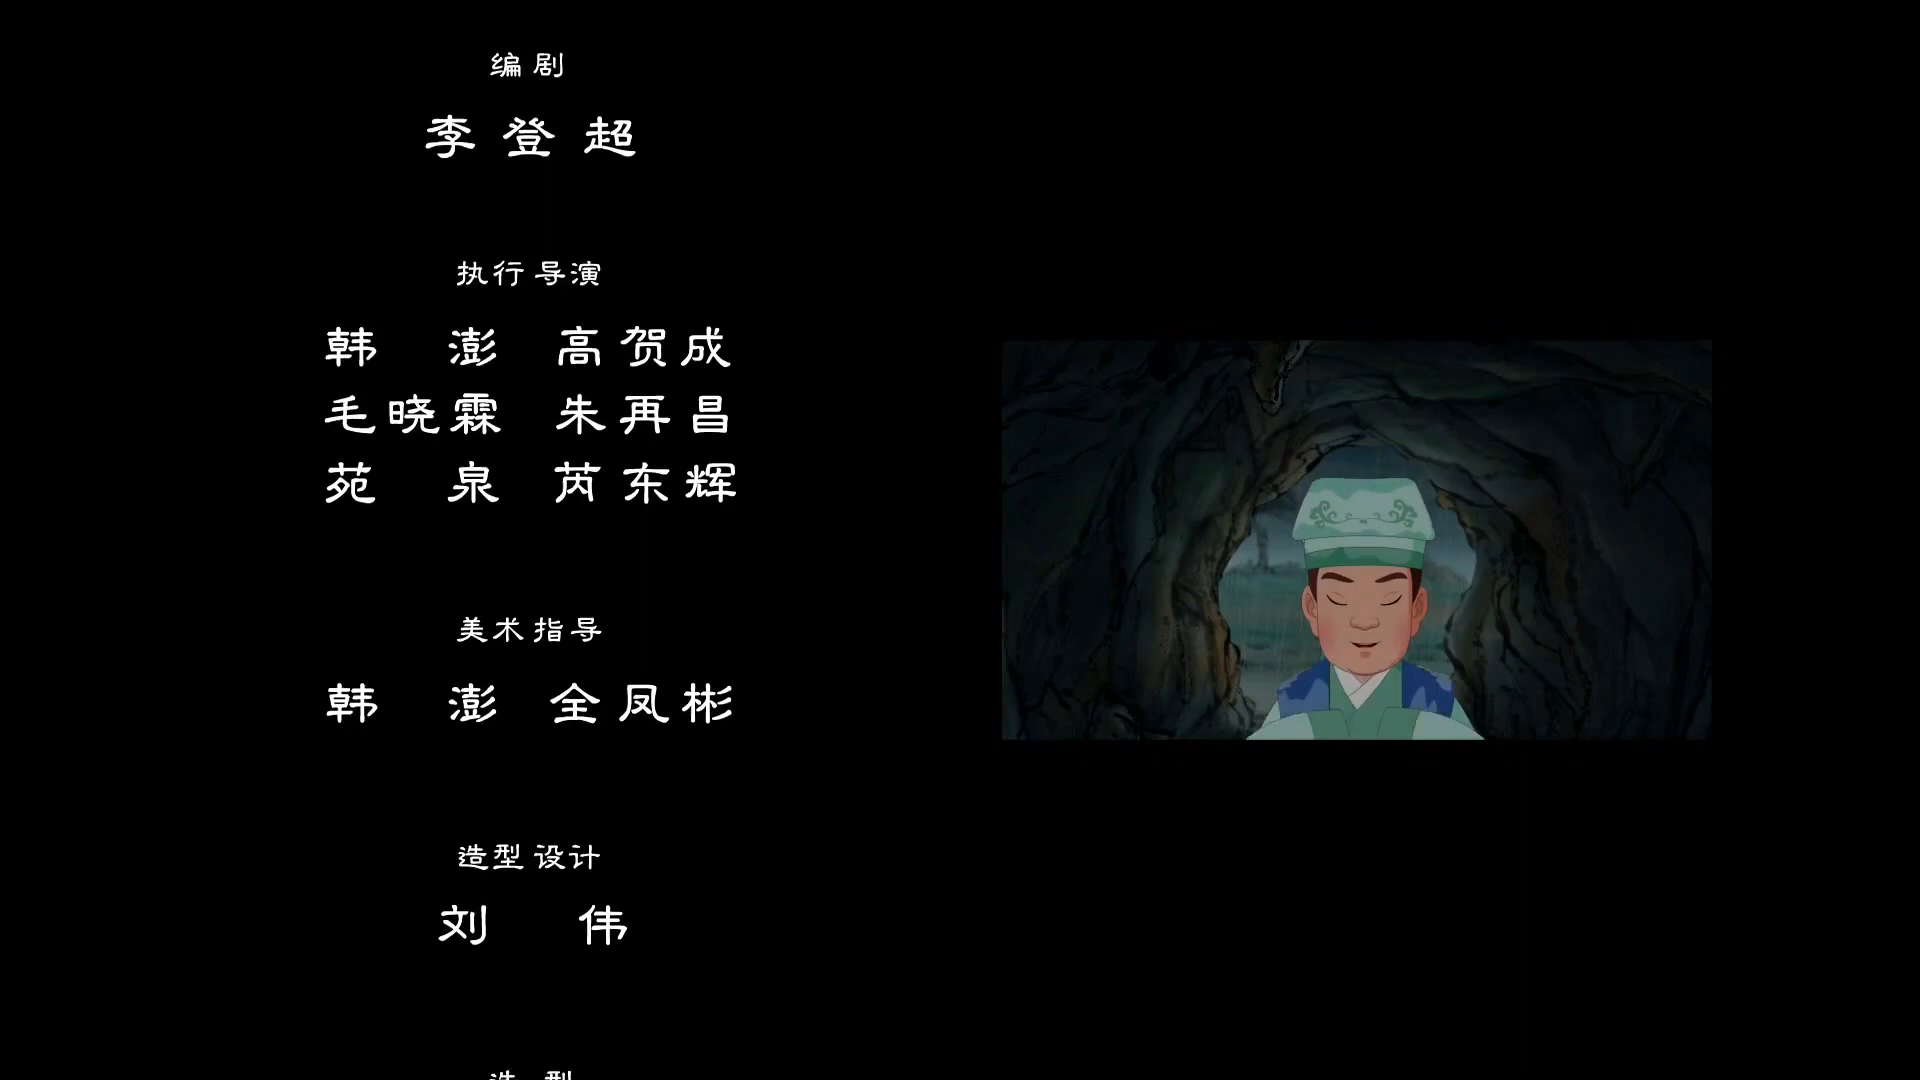 编剧
李登超
执行导演
韩澎 高贺成
毛晓霖 朱再昌
苑泉 芮东辉
美术指导
韩澎 全凤彬
造型设计
刘伟
造型